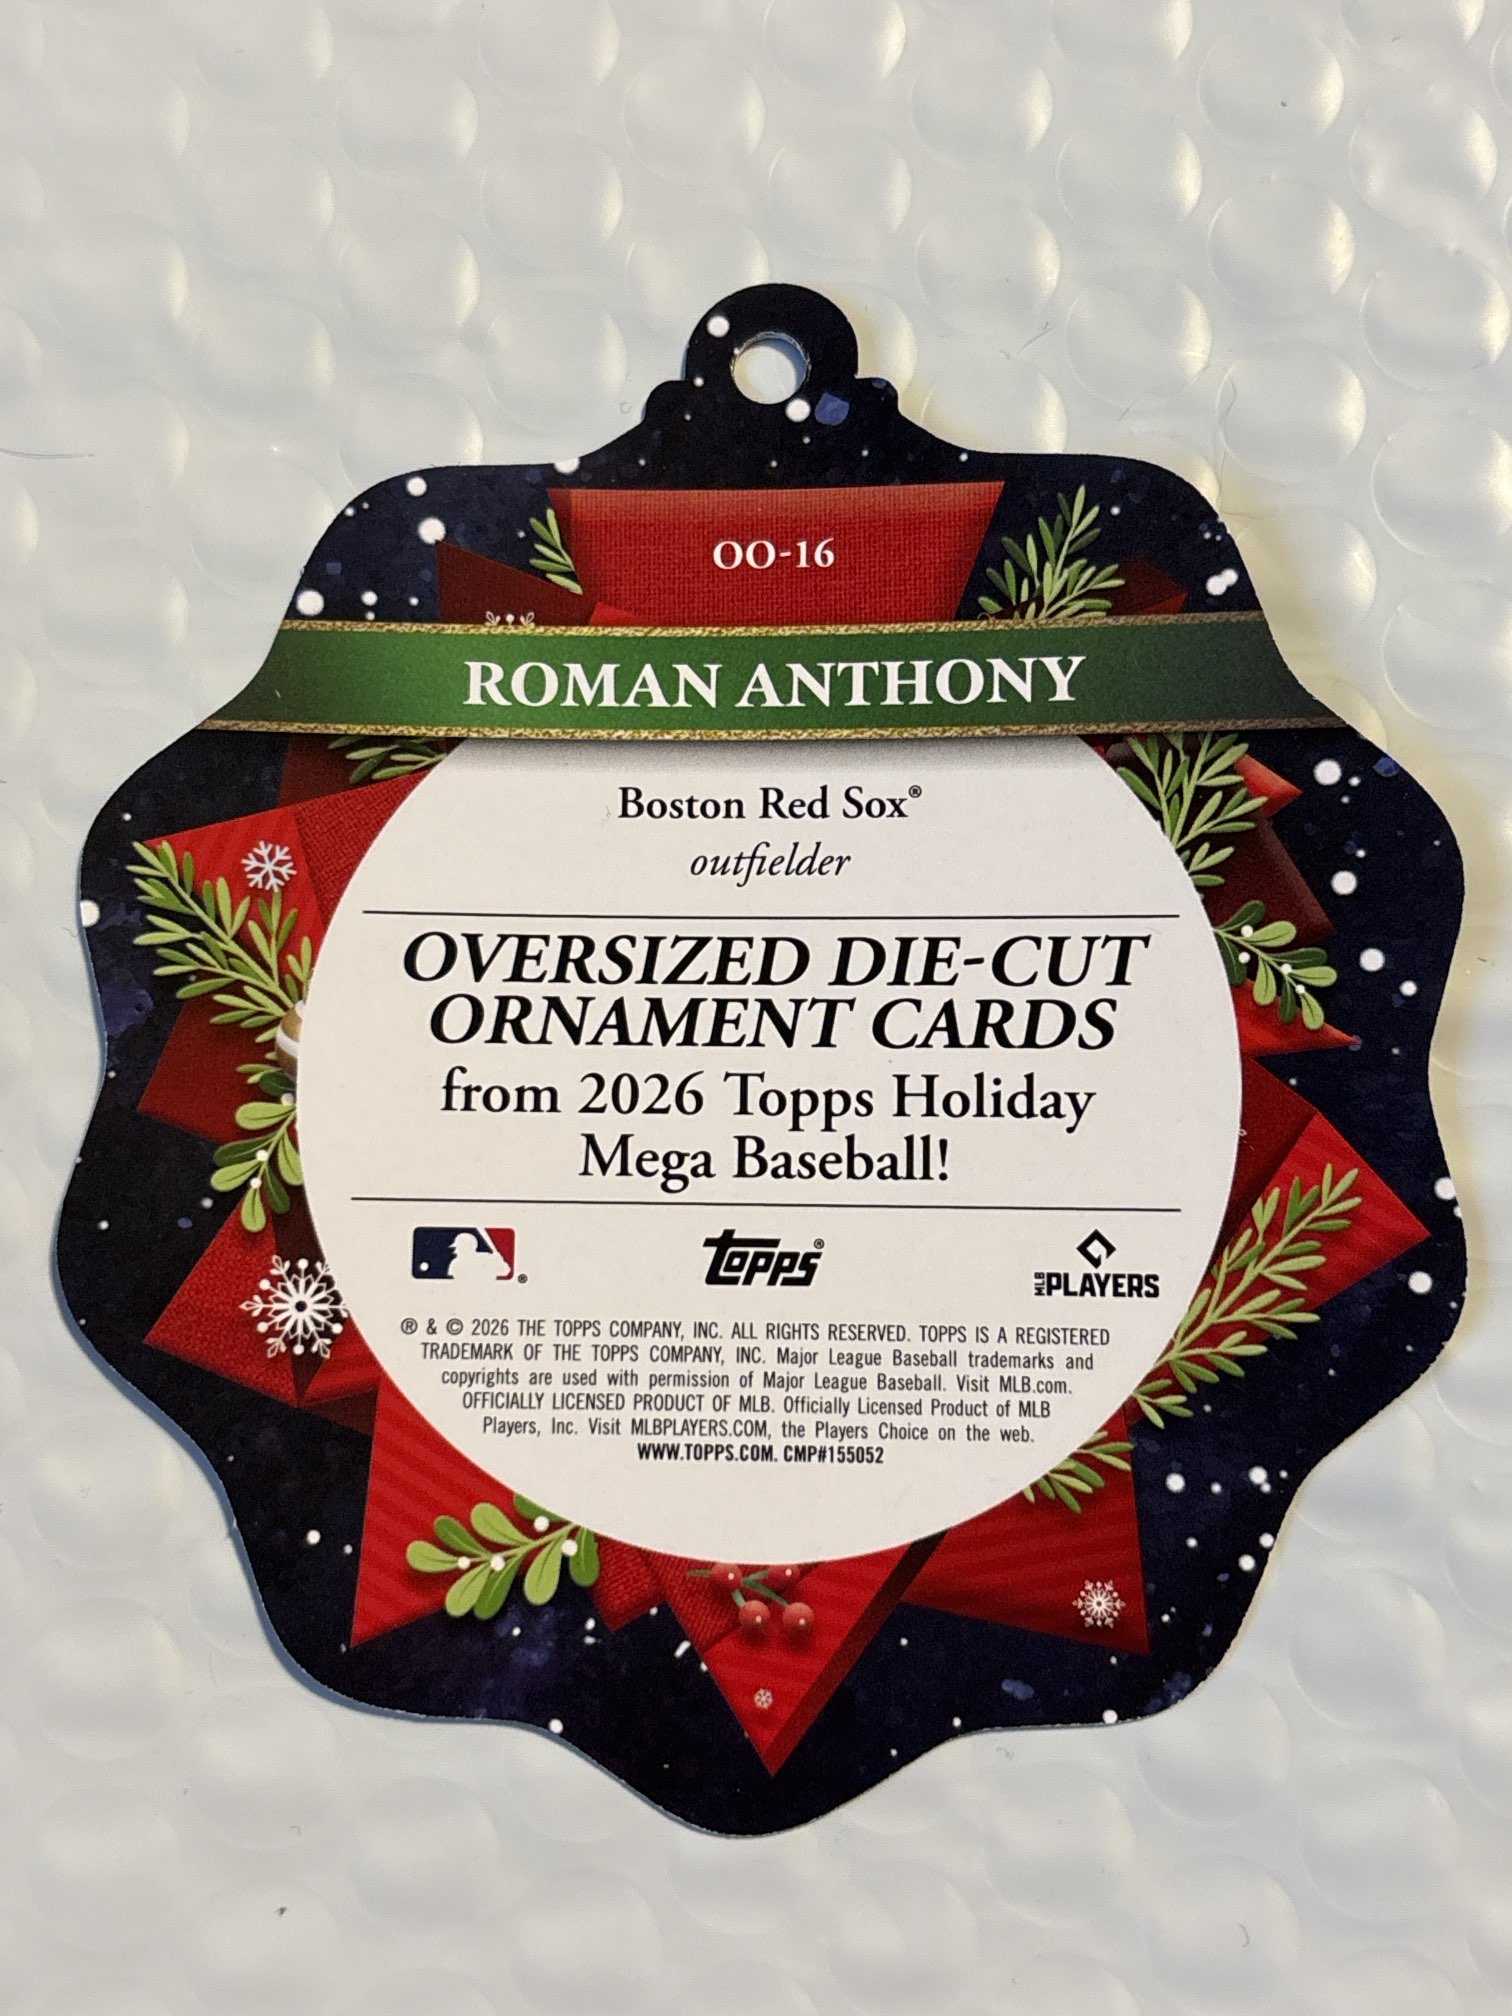 OO-16
ROMAN ANTHONY
Boston Red Sox®
outfielder
OVERSIZED DIE-CUT
ORNAMENT CARDS
from 2026 Topps Holiday
Mega Baseball!
®
topps®
MLB PLAYERS
® & © 2026 THE TOPPS COMPANY, INC. ALL RIGHTS RESERVED. TOPPS IS A REGISTERED
TRADEMARK OF THE TOPPS COMPANY, INC. Major League Baseball trademarks and
copyrights are used with permission of Major League Baseball. Visit MLB.com.
OFFICIALLY LICENSED PRODUCT OF MLB. Officially Licensed Product of MLB
Players, Inc. Visit MLBPLAYERS.COM, the Players Choice on the web.
WWW.TOPPS.COM. CMP#155052